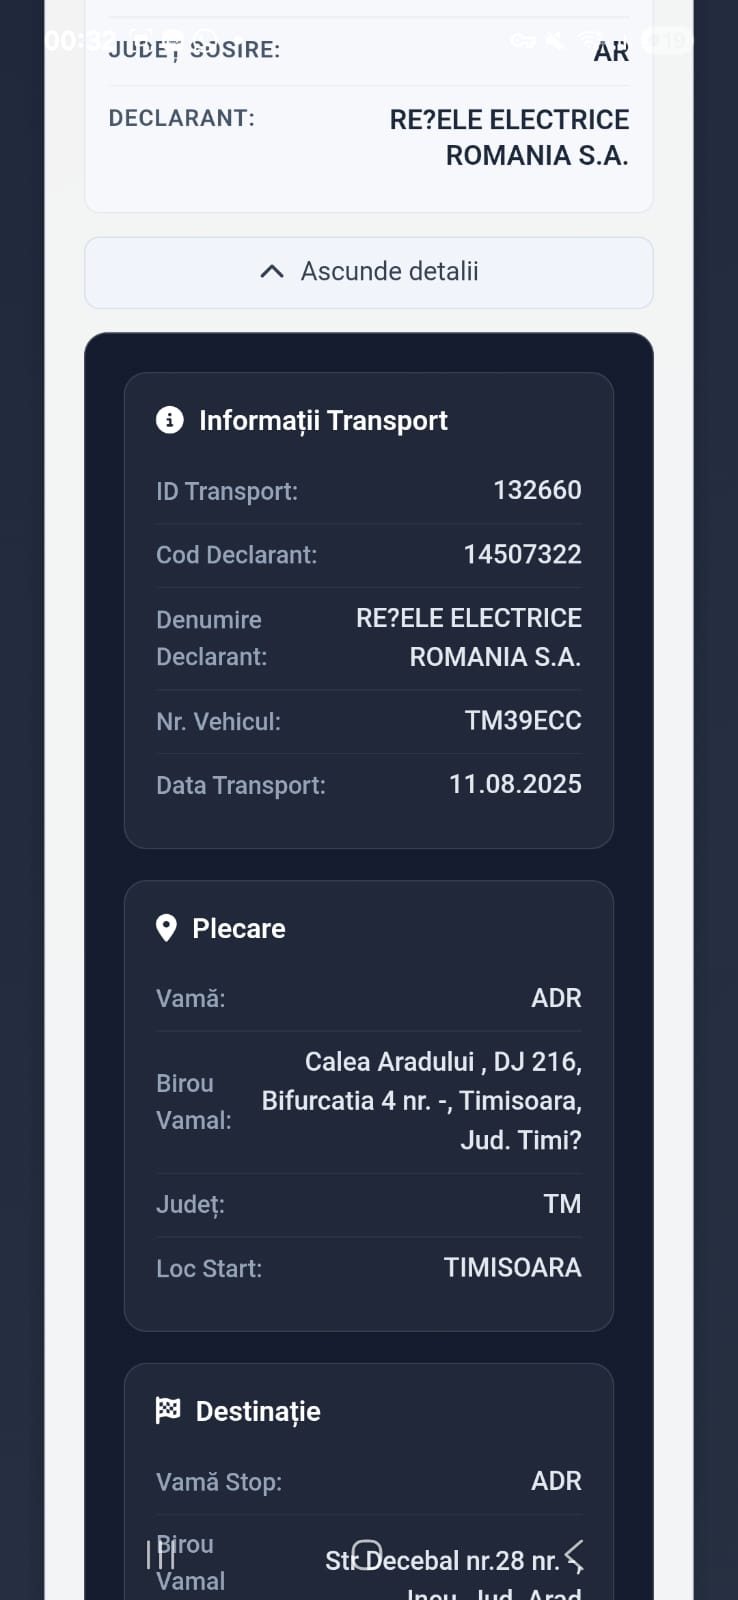 00:32
JUDEȚ SOSIRE: AR
DECLARANT: RE?ELE ELECTRICE
ROMANIA S.A.
Ascunde detalii
Informații Transport
ID Transport: 132660
Cod Declarant: 14507322
Denumire Declarant: RE?ELE ELECTRICE
ROMANIA S.A.
Nr. Vehicul: TM39ECC
Data Transport: 11.08.2025
Plecare
Vamă: ADR
Birou Vamal: Calea Aradului , DJ 216,
Bifurcatia 4 nr. -, Timisoara,
Jud. Timi?
Județ: TM
Loc Start: TIMISOARA
Destinație
Vamă Stop: ADR
Birou Vamal Str Decebal nr.28 nr. -,
Ineu, Jud. Arad